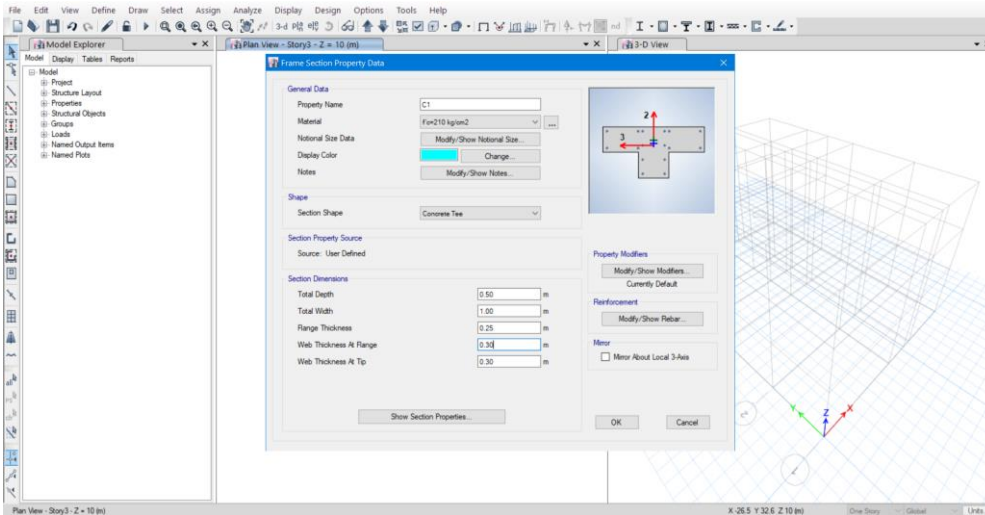 File Edit View Define Draw Select Assign Analyze Display Design Options Tools Help
3-d
nd
Model Explorer
Plan View - Story3 - Z = 10 (m)
3-D View
Model Display Tables Reports
Model
Project
Structure Layout
Properties
Structural Objects
Groups
Loads
Named Output Items
Named Plots
Frame Section Property Data
General Data
Property Name C1
Material F'c=210 kg/cm2 ...
Notional Size Data Modify/Show Notional Size...
Display Color Change...
Notes Modify/Show Notes...
Shape
Section Shape Concrete Tee
Section Property Source
Source: User Defined
Section Dimensions
Total Depth 0.50 m
Total Width 1.00 m
Flange Thickness 0.25 m
Web Thickness At Flange 0.30 m
Web Thickness At Tip 0.30 m
Show Section Properties...
2
3
Property Modifiers
Modify/Show Modifiers...
Currently Default
Reinforcement
Modify/Show Rebar...
Mirror
Mirror About Local 3-Axis
OK Cancel
Y Z X
Plan View - Story3 - Z = 10 (m)
X -26.5 Y 32.6 Z 10 (m)
One Story Global Units...